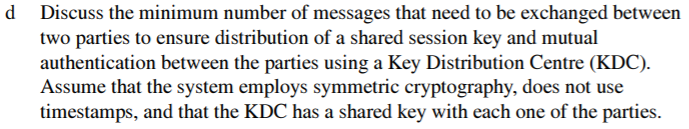 d Discuss the minimum number of messages that need to be exchanged between
two parties to ensure distribution of a shared session key and mutual
authentication between the parties using a Key Distribution Centre (KDC).
Assume that the system employs symmetric cryptography, does not use
timestamps, and that the KDC has a shared key with each one of the parties.